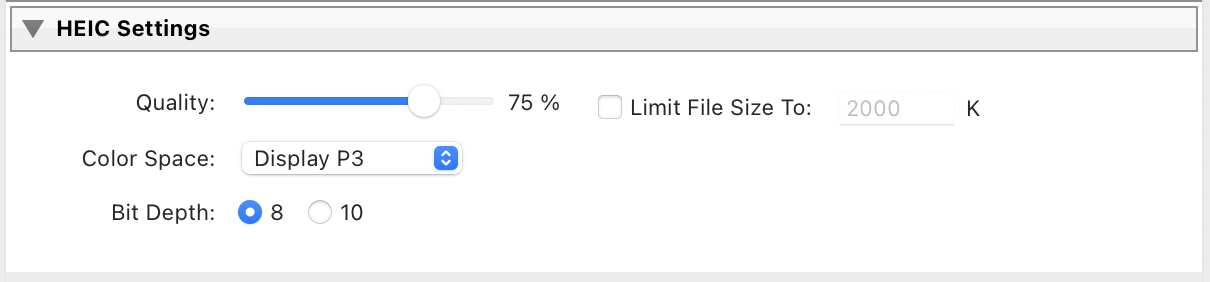 HEIC Settings
Quality: 75 % Limit File Size To: 2000 K
Color Space: Display P3
Bit Depth: 8 10